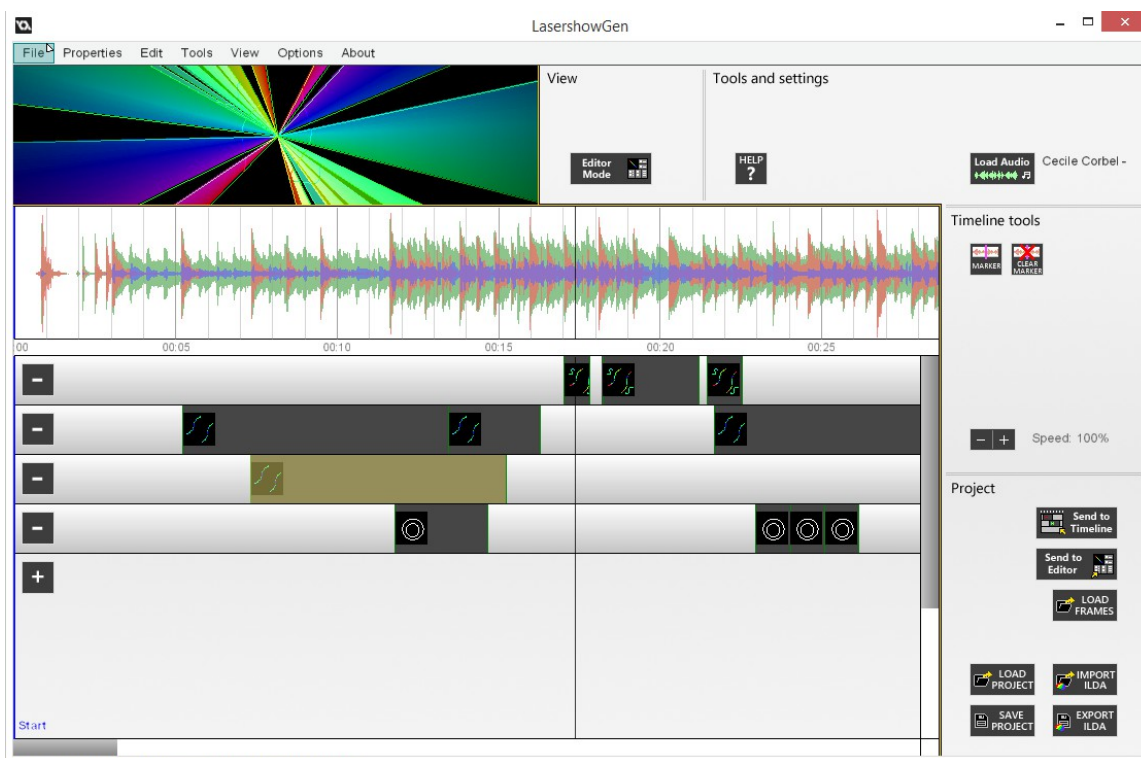 LasershowGen
File Properties Edit Tools View Options About
View
Tools and settings
Editor
Mode
HELP
?
Load Audio
Cecile Corbel -
Timeline tools
MARKER
CLEAR
MARKER
00 00:05 00:10 00:15 00:20 00:25
- + Speed: 100%
Project
Send to
Timeline
Send to
Editor
LOAD
FRAMES
LOAD
PROJECT
IMPORT
ILDA
SAVE
PROJECT
EXPORT
ILDA
Start